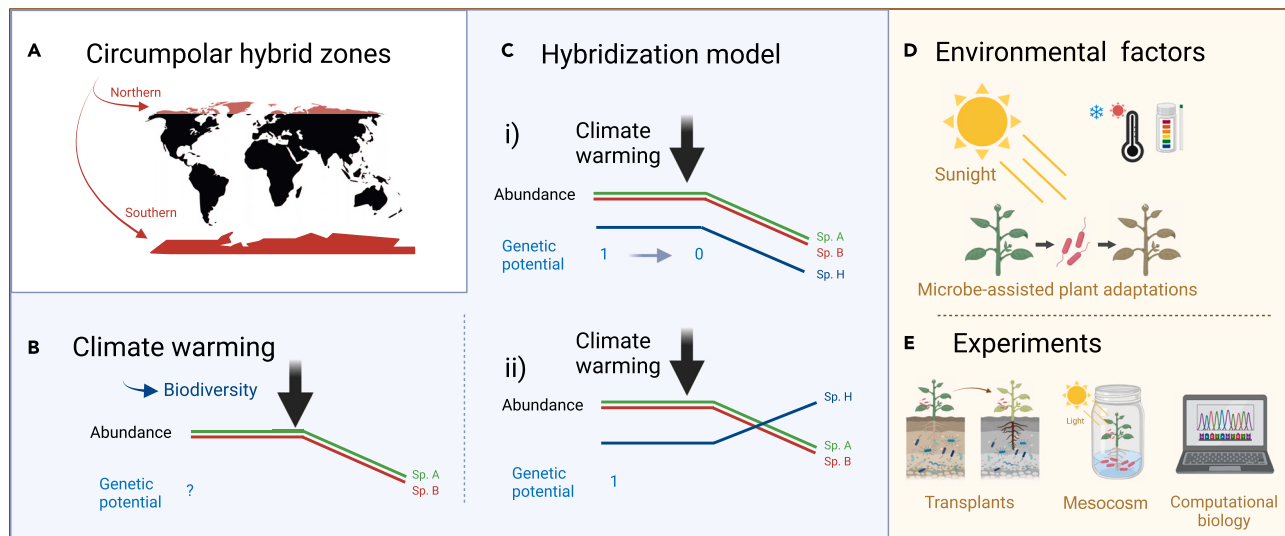 A Circumpolar hybrid zones
Northern
Southern
B Climate warming
Biodiversity
Abundance
Sp. A
Sp. B
Genetic
potential
?
C Hybridization model
i)
Climate
warming
Abundance
Sp. A
Sp. B
Genetic
potential
1
0
Sp. H
ii)
Climate
warming
Sp. H
Abundance
Sp. A
Sp. B
Genetic
potential
1
D Environmental factors
Sunight
Microbe-assisted plant adaptations
E Experiments
Light
Transplants
Mesocosm
Computational
biology